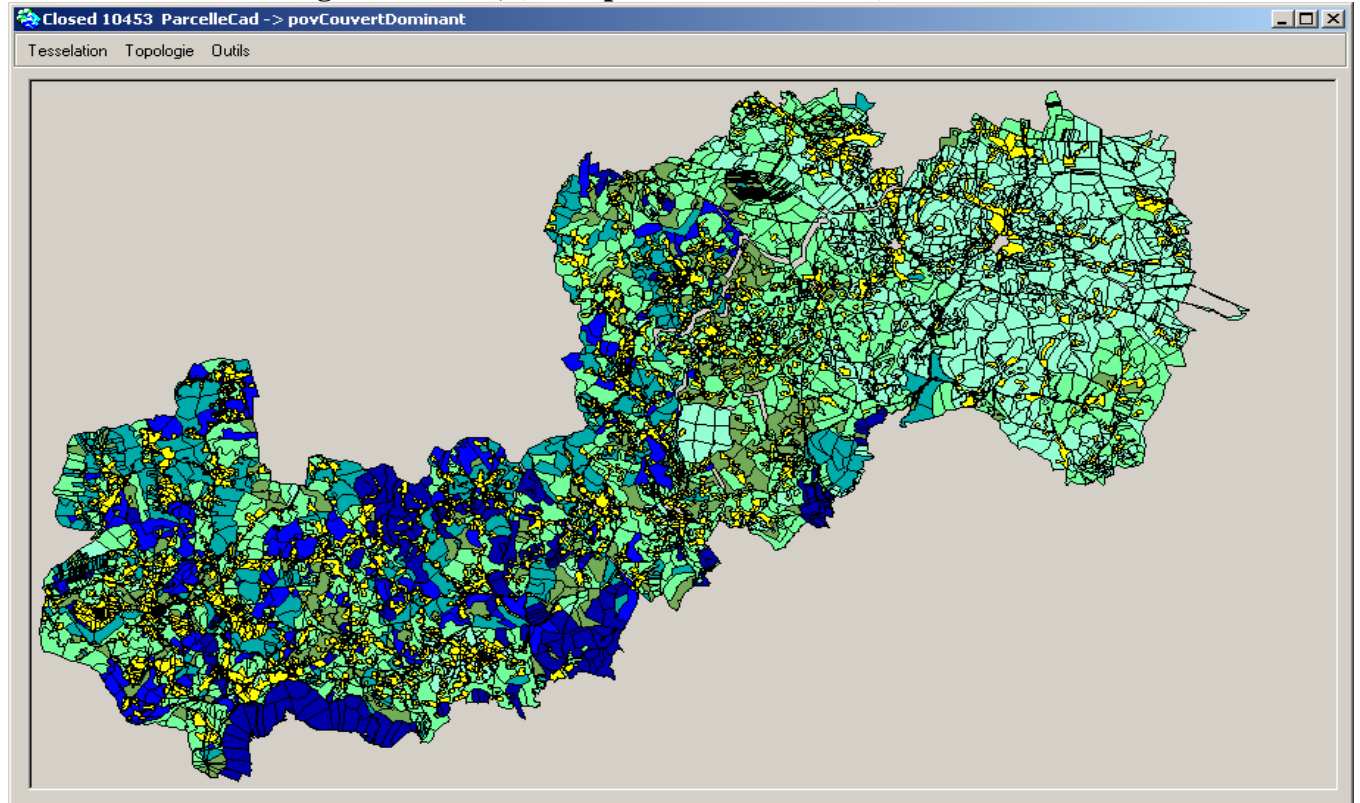 Closed 10453 ParcelleCad -> povCouvertDominant
Tesselation Topologie Outils